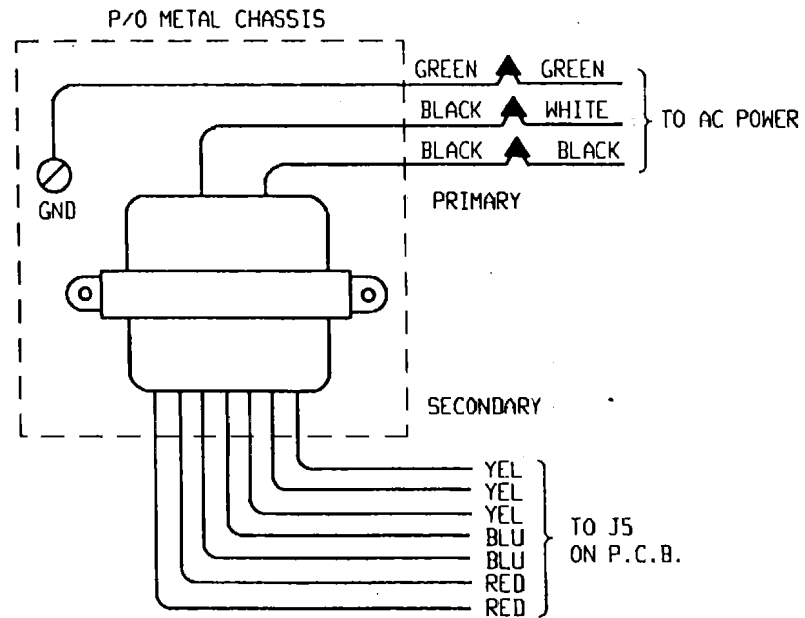 P/O METAL CHASSIS
GREEN GREEN
BLACK WHITE
TO AC POWER
BLACK BLACK
GND
PRIMARY
SECONDARY
YEL
YEL
YEL
BLU
BLU
RED
RED
TO J5
ON P.C.B.